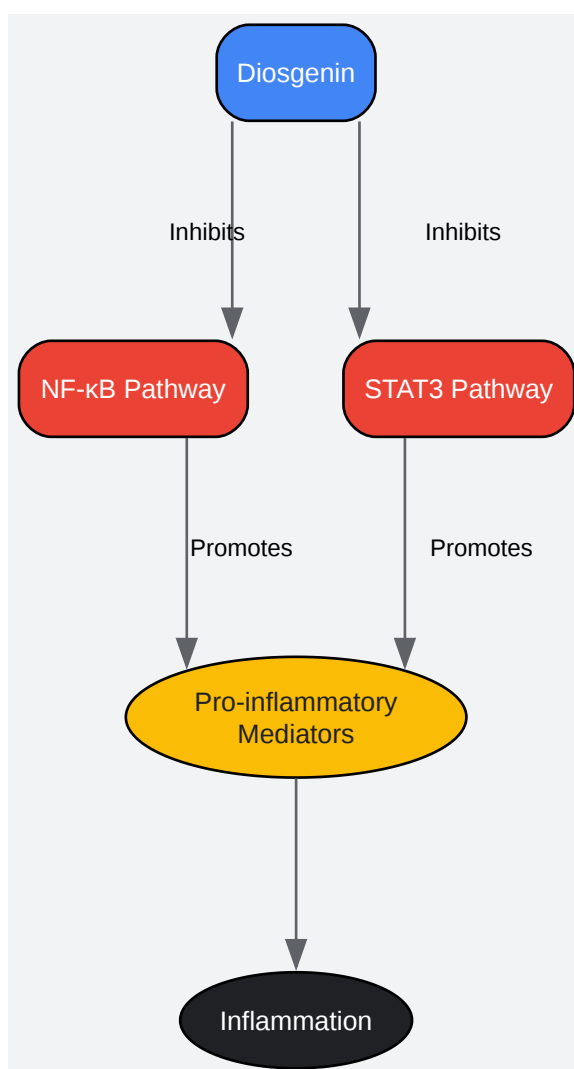 Diosgenin
Inhibits
Inhibits
NF-κB Pathway
STAT3 Pathway
Promotes
Promotes
Pro-inflammatory
Mediators
Inflammation